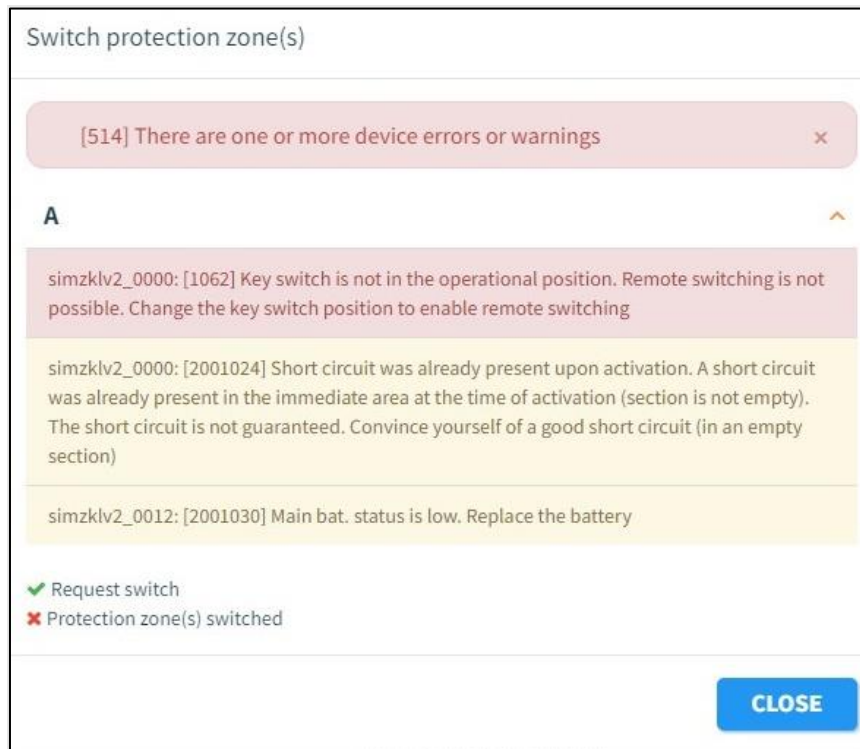 Switch protection zone(s)
[514] There are one or more device errors or warnings ×
A
simzklv2_0000: [1062] Key switch is not in the operational position. Remote switching is not
possible. Change the key switch position to enable remote switching
simzklv2_0000: [2001024] Short circuit was already present upon activation. A short circuit
was already present in the immediate area at the time of activation (section is not empty).
The short circuit is not guaranteed. Convince yourself of a good short circuit (in an empty
section)
simzklv2_0012: [2001030] Main bat. status is low. Replace the battery
Request switch
Protection zone(s) switched
CLOSE